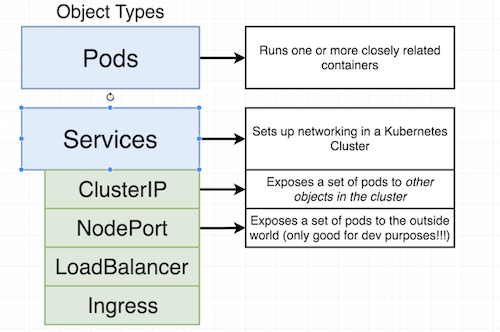 Object Types
Pods
Runs one or more closely related
containers
Services
Sets up networking in a Kubernetes
Cluster
ClusterIP
Exposes a set of pods to other
objects in the cluster
NodePort
Exposes a set of pods to the outside
world (only good for dev purposes!!!)
LoadBalancer
Ingress